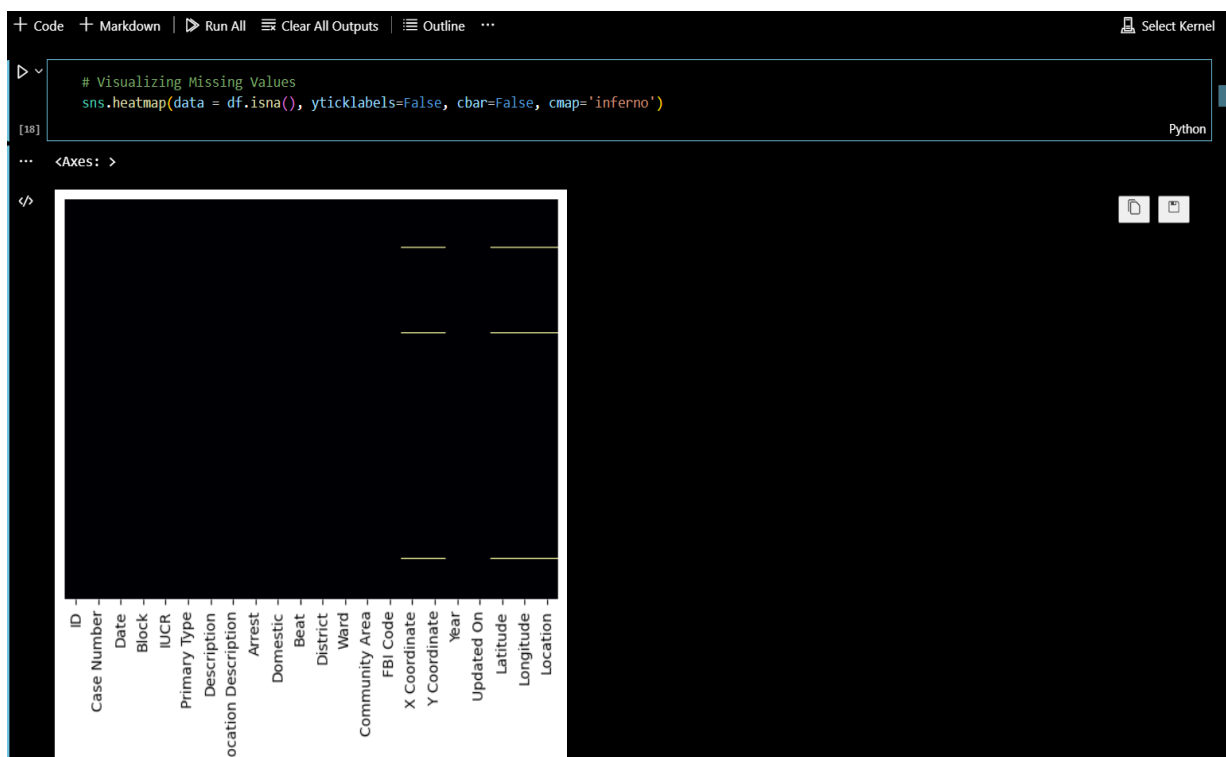 + Code + Markdown | Run All Clear All Outputs | Outline ... Select Kernel
# Visualizing Missing Values
sns.heatmap(data = df.isna(), yticklabels=False, cbar=False, cmap='inferno')
[18] Python
... <Axes: >
</>
ID
Case Number
Date
Block
IUCR
Primary Type
Description
ocation Description
Arrest
Domestic
Beat
District
Ward
Community Area
FBI Code
X Coordinate
Y Coordinate
Year
Updated On
Latitude
Longitude
Location